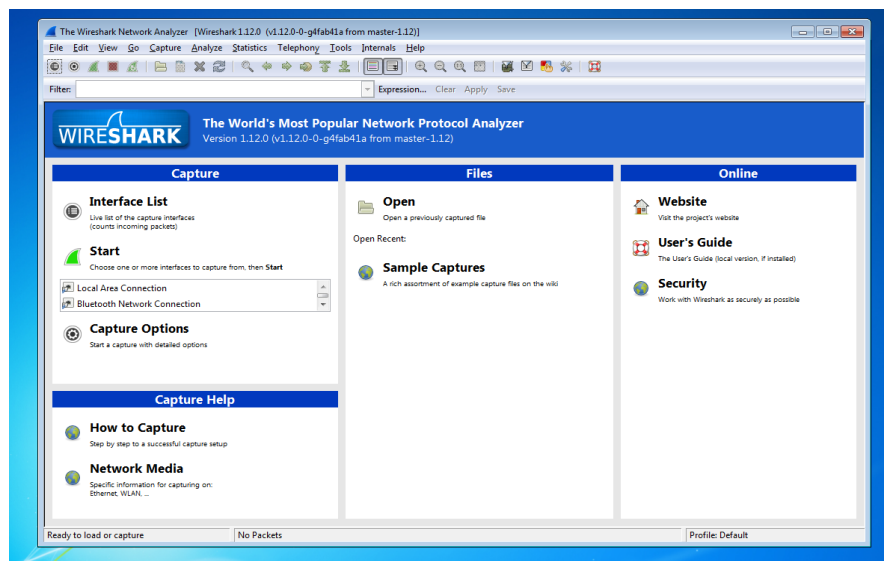 The Wireshark Network Analyzer [Wireshark 1.12.0 (v1.12.0-0-g4fab41a from master-1.12)]
File Edit View Go Capture Analyze Statistics Telephony Tools Internals Help
Filter: Expression... Clear Apply Save
WIRESHARK
The World's Most Popular Network Protocol Analyzer
Version 1.12.0 (v1.12.0-0-g4fab41a from master-1.12)
Capture
Interface List
Live list of the capture interfaces
(counts incoming packets)
Start
Choose one or more interfaces to capture from, then Start
Local Area Connection
Bluetooth Network Connection
Capture Options
Start a capture with detailed options
Capture Help
How to Capture
Step by step to a successful capture setup
Network Media
Specific information for capturing on:
Ethernet, WLAN, ...
Files
Open
Open a previously captured file
Open Recent:
Sample Captures
A rich assortment of example capture files on the wiki
Online
Website
Visit the project's website
User's Guide
The User's Guide (local version, if installed)
Security
Work with Wireshark as securely as possible
Ready to load or capture
No Packets
Profile: Default